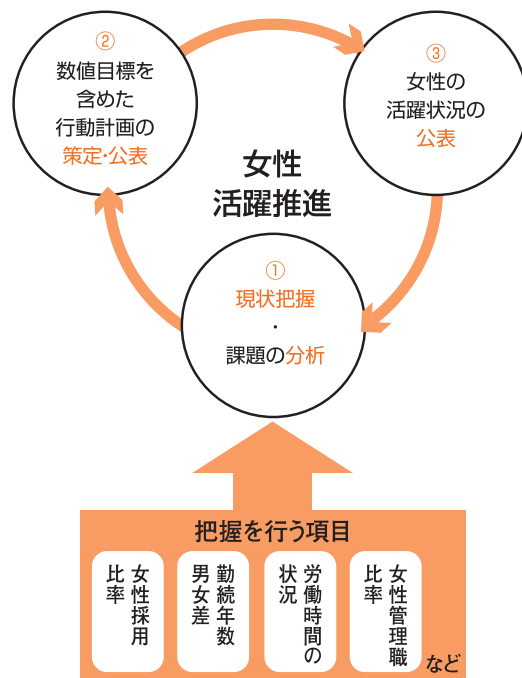 ②
数値目標を
含めた
行動計画の
策定・公表
③
女性の
活躍状況の
公表
女性
活躍推進
①
現状把握
・
課題の分析
把握を行う項目
女性採用
比率
勤続年数
男女差
労働時間の
状況
女性管理職
比率
など